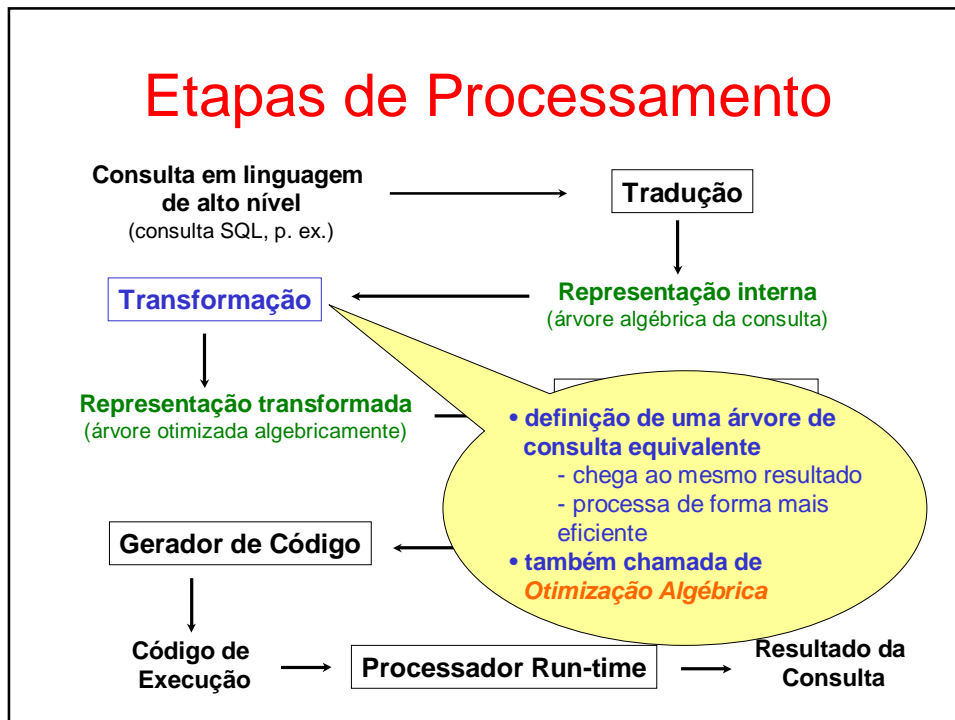 Etapas de Processamento
Consulta em linguagem
de alto nível
(consulta SQL, p. ex.)
Tradução
Transformação
Representação interna
(árvore algébrica da consulta)
Representação transformada
(árvore otimizada algebricamente)
• definição de uma árvore de
consulta equivalente
- chega ao mesmo resultado
- processa de forma mais
eficiente
• também chamada de
Otimização Algébrica
Gerador de Código
Código de
Execução
Processador Run-time
Resultado da
Consulta